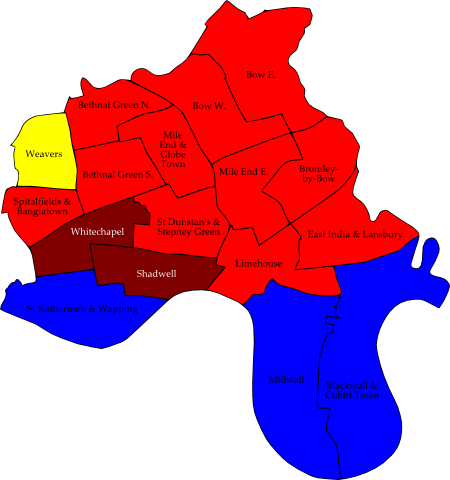 Bow E.
Bethnal Green N.
Bow W.
Mile
End &
Globe
Town
Weavers
Bethnal Green S.
Mile End E.
Bromley-
by-Bow
Spitalfields &
Banglatown
Whitechapel
St Dunstan's &
Stepney Green
East India & Lansbury
Limehouse
Shadwell
St Katharine's & Wapping
Millwall
Blackwall &
Cubitt Town